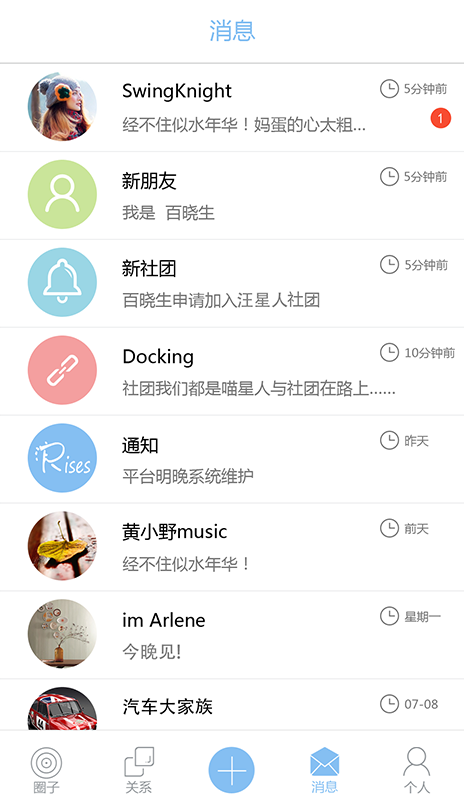 消息
SwingKnight
5分钟前
经不住似水年华！妈蛋的心太粗...
1
新朋友
5分钟前
我是 百晓生
新社团
5分钟前
百晓生申请加入汪星人社团
Docking
10分钟前
社团我们都是喵星人与社团在路上......
Rises
通知
昨天
平台明晚系统维护
黄小野music
前天
经不住似水年华！
im Arlene
星期一
今晚见!
汽车大家族
07-08
圈子
关系
消息
个人